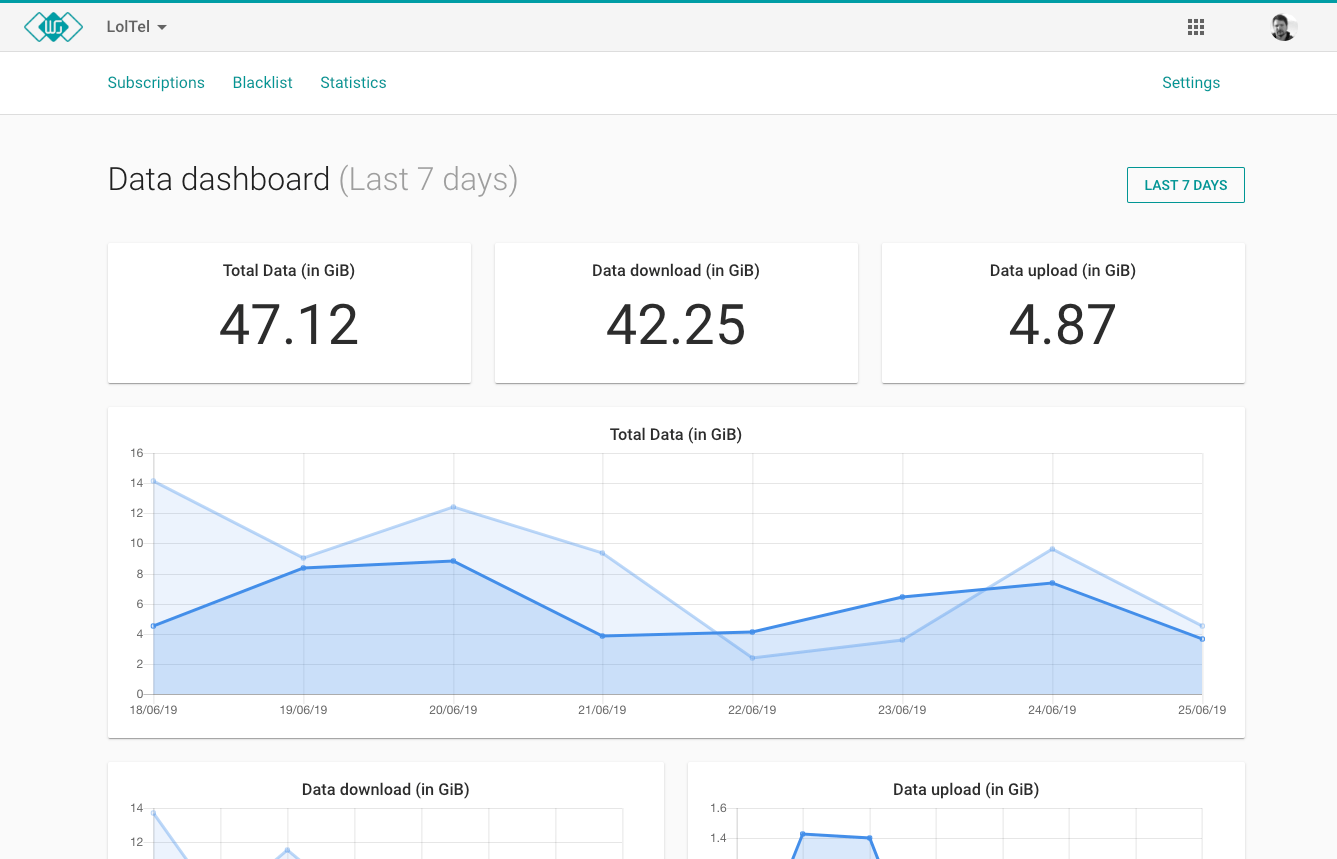 LolTel
Subscriptions Blacklist Statistics Settings
Data dashboard (Last 7 days)
LAST 7 DAYS
Total Data (in GiB)
47.12
Data download (in GiB)
42.25
Data upload (in GiB)
4.87
Total Data (in GiB)
16
14
12
10
8
6
4
2
0
18/06/19 19/06/19 20/06/19 21/06/19 22/06/19 23/06/19 24/06/19 25/06/19
Data download (in GiB)
14
12
Data upload (in GiB)
1.6
1.4